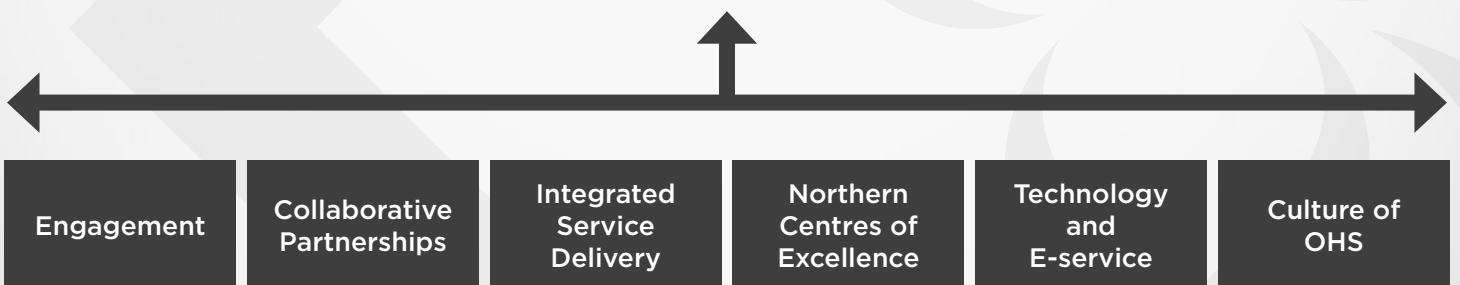 Engagement
Collaborative
Partnerships
Integrated
Service
Delivery
Northern
Centres of
Excellence
Technology
and
E-service
Culture of
OHS